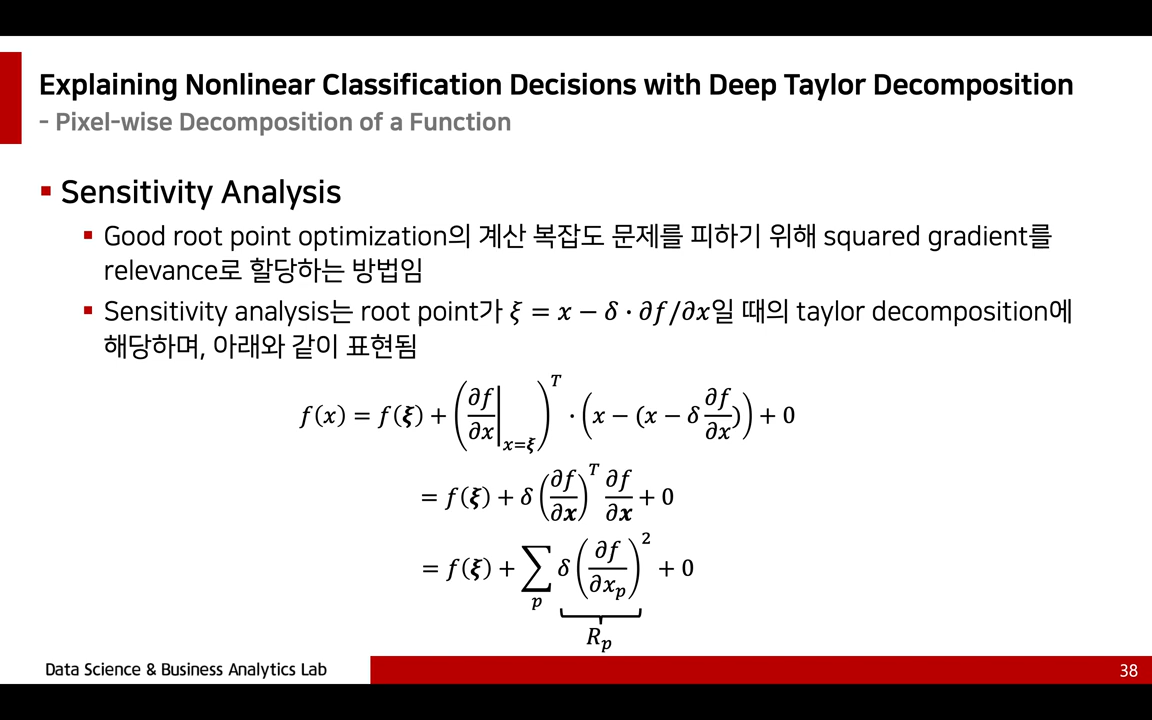 Explaining Nonlinear Classification Decisions with Deep Taylor Decomposition
- Pixel-wise Decomposition of a Function
▪ Sensitivity Analysis
▪ Good root point optimization의 계산 복잡도 문제를 피하기 위해 squared gradient를
relevance로 할당하는 방법임
▪ Sensitivity analysis는 root point가 ξ = x − δ · ∂f/∂x일 때의 taylor decomposition에
해당하며, 아래와 같이 표현됨
f(x) = f(ξ) + (∂f/∂x|x=ξ)^T · (x − (x − δ ∂f/∂x)) + 0
= f(ξ) + δ (∂f/∂x)^T ∂f/∂x + 0
= f(ξ) + ∑_p δ (∂f/∂x_p)^2 + 0
R_p
Data Science & Business Analytics Lab
38